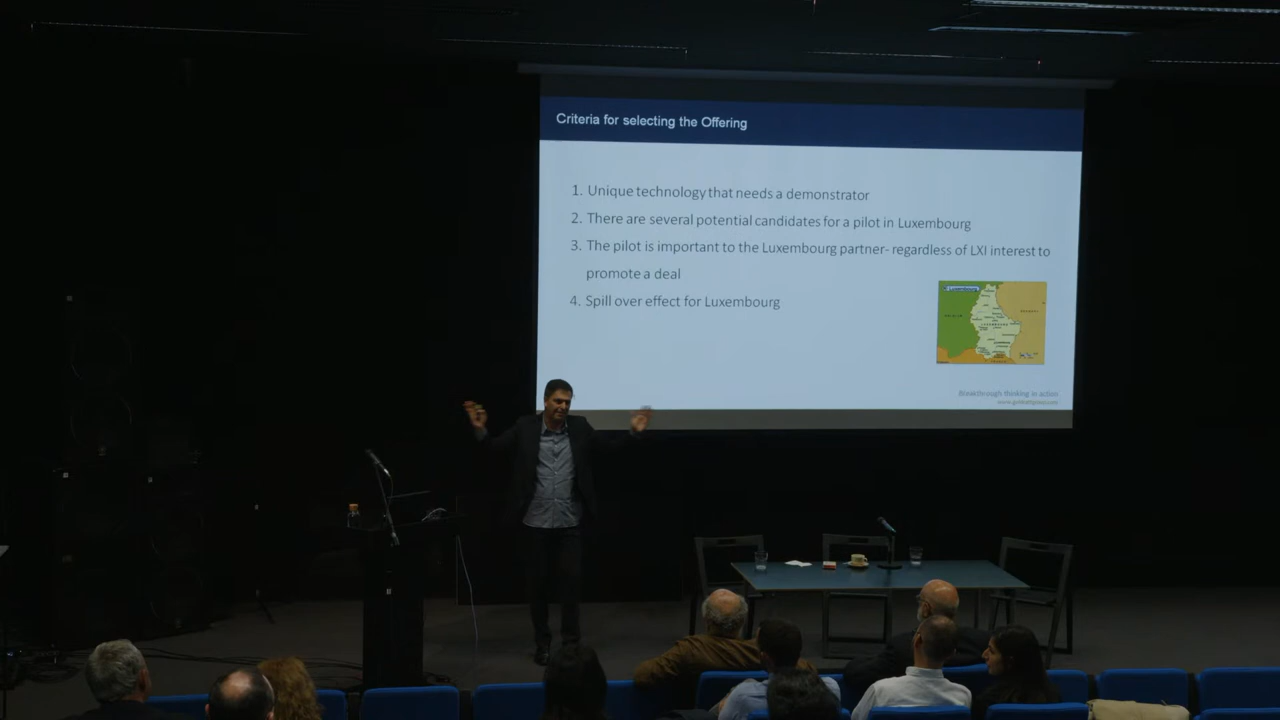 Criteria for selecting the Offering
1. Unique technology that needs a demonstrator
2. There are several potential candidates for a pilot in Luxembourg
3. The pilot is important to the Luxembourg partner- regardless of LXI interest to
promote a deal
4. Spill over effect for Luxembourg
Breakthrough thinking in action